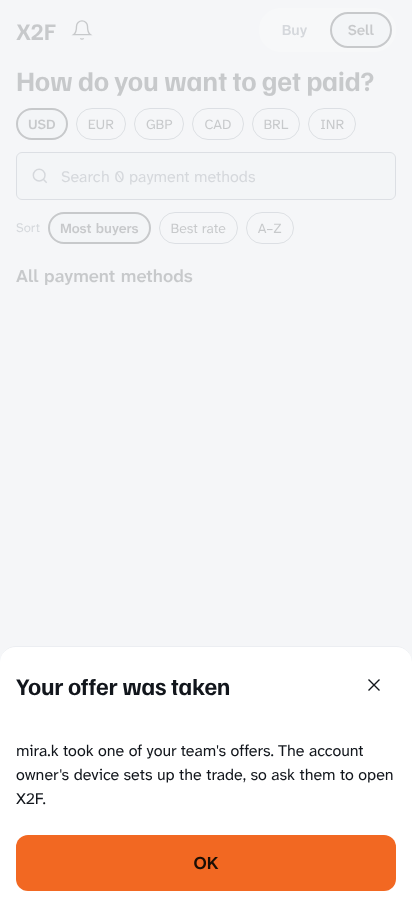 X2F
Buy
Sell
How do you want to get paid?
USD
EUR
GBP
CAD
BRL
INR
Search 0 payment methods
Sort
Most buyers
Best rate
A–Z
All payment methods
Your offer was taken
mira.k took one of your team's offers. The account
owner's device sets up the trade, so ask them to open
X2F.
OK